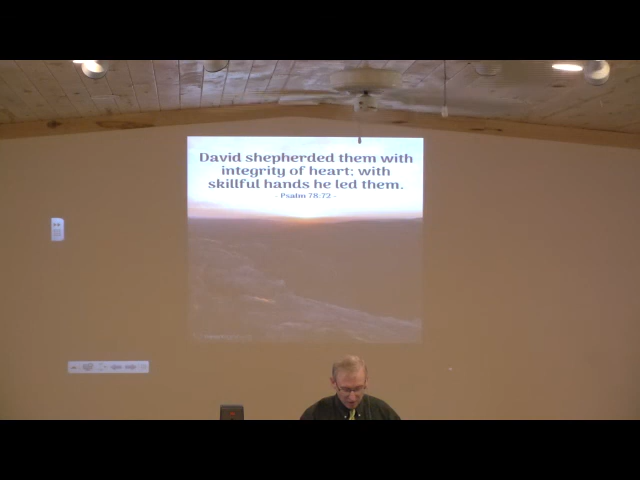 David shepherded them with
integrity of heart; with
skillful hands he led them.
- Psalm 78:72 -